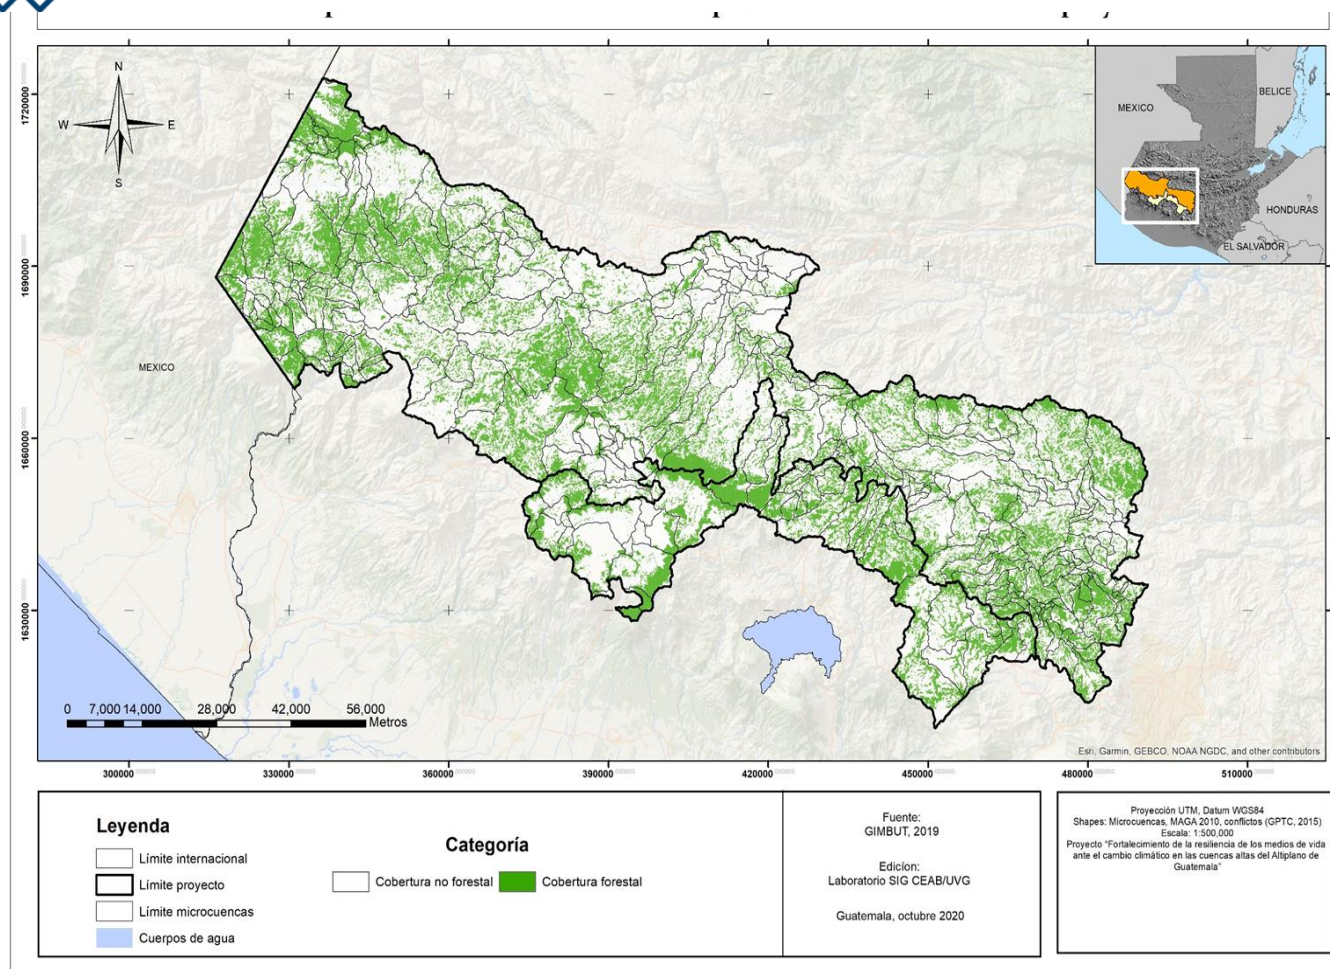 N
W E
S
MEXICO
BELICE
HONDURAS
EL SALVADOR
MEXICO
1720000
1690000
1660000
1630000
0 7,000 14,000 28,000 42,000 56,000
Metros
Esri, Garmin, GEBCO, NOAA NGDC, and other contributors
300000 330000 360000 390000 420000 450000 480000 510000
Leyenda
Límite internacional
Límite proyecto
Límite microcuencas
Cuerpos de agua
Categoría
Cobertura no forestal Cobertura forestal
Fuente:
GIMBUT, 2019
Edicíon:
Laboratorio SIG CEAB/UVG
Guatemala, octubre 2020
Proyección UTM, Datum WGS84
Shapes: Microcuencas, MAGA 2010, conflictos (GPTC, 2015)
Escala: 1:500,000
Proyecto "Fortalecimiento de la resiliencia de los medios de vida
ante el cambio climático en las cuencas altas del Altiplano de
Guatemala"